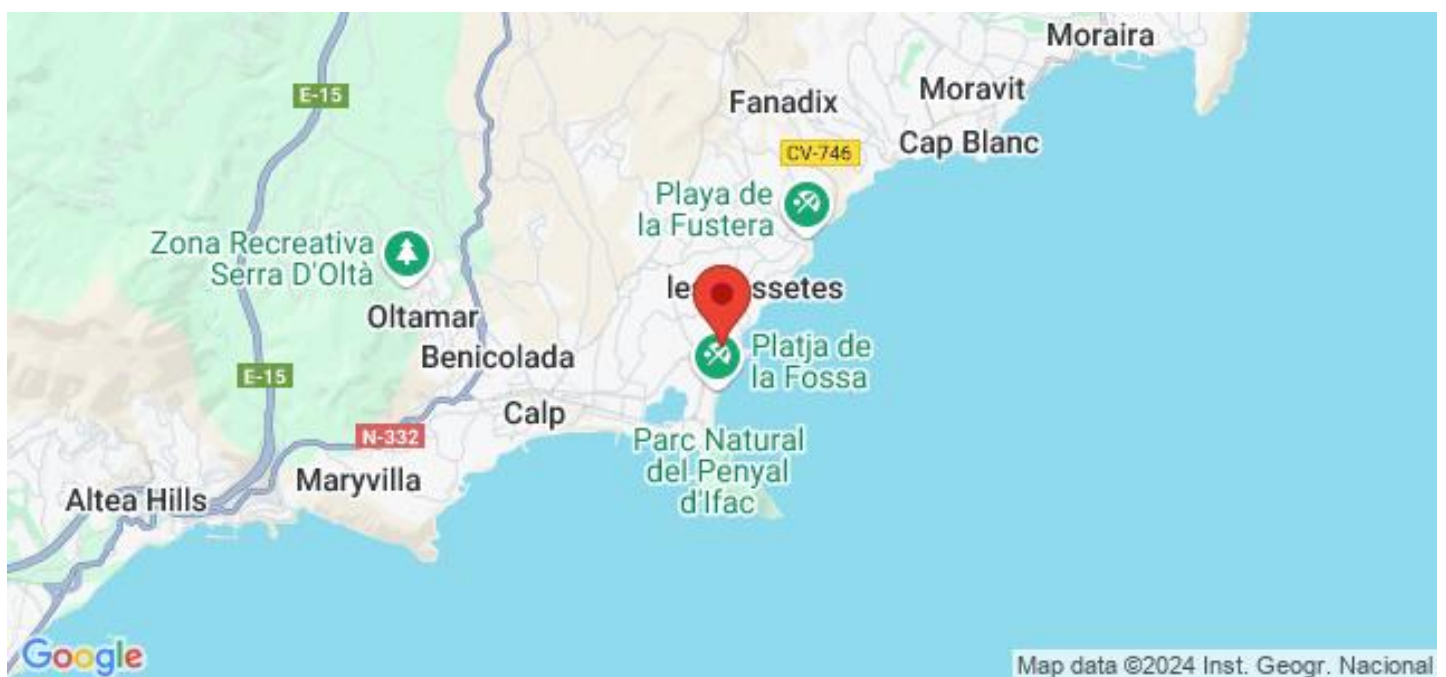 Moraira
E-15
Moravit
Fanadix
Cap Blanc
CV-746
Playa de
la Fustera
Zona Recreativa
Serra D'Oltà
Oltamar
Benicolada
Platja de
la Fossa
E-15
Calp
N-332
Parc Natural
del Penyal
d'Ifac
Maryvilla
Altea Hills
Google
Map data ©2024 Inst. Geogr. Nacional